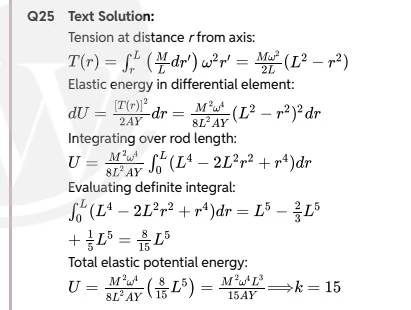 Q25 Text Solution:
Tension at distance r from axis:
T(r) = ∫_r^L (M/L dr′) ω²r′ = Mω²/2L (L² − r²)
Elastic energy in differential element:
dU = [T(r)]²/2AY dr = M²ω⁴/8L²AY (L² − r²)² dr
Integrating over rod length:
U = M²ω⁴/8L²AY ∫_0^L (L⁴ − 2L²r² + r⁴)dr
Evaluating definite integral:
∫_0^L (L⁴ − 2L²r² + r⁴)dr = L⁵ − 2/3 L⁵
+ 1/5 L⁵ = 8/15 L⁵
Total elastic potential energy:
U = M²ω⁴/8L²AY (8/15 L⁵) = M²ω⁴L³/15AY ⟹ k = 15